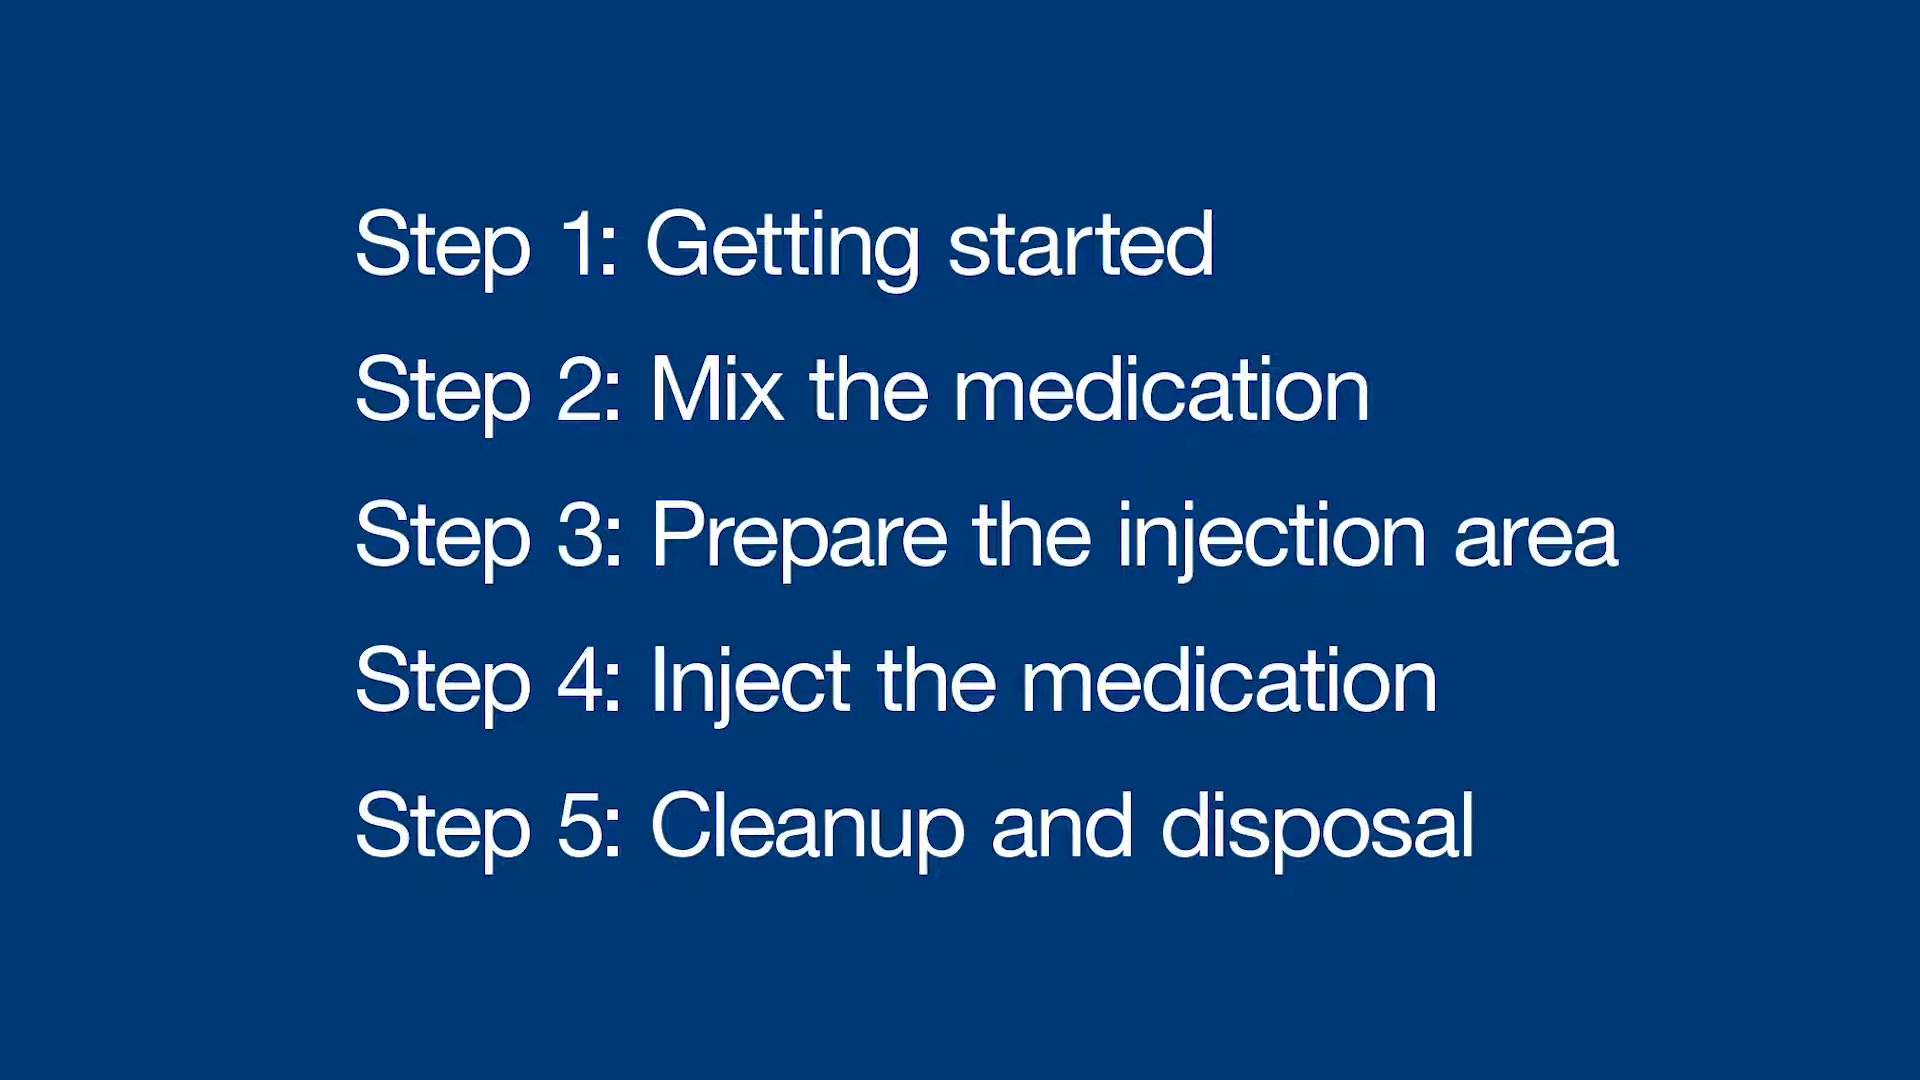 Step 1: Getting started
Step 2: Mix the medication
Step 3: Prepare the injection area
Step 4: Inject the medication
Step 5: Cleanup and disposal